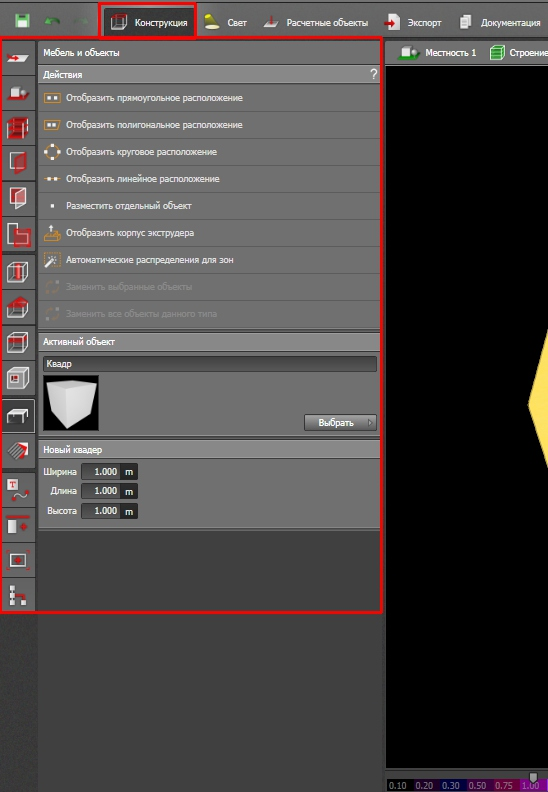 Конструкция
Свет
Расчетные объекты
Экспорт
Документация
Мебель и объекты
Местность 1
Строение
Действия
?
Отобразить прямоугольное расположение
Отобразить полигональное расположение
Отобразить круговое расположение
Отобразить линейное расположение
Разместить отдельный объект
Отобразить корпус экструдера
Автоматические распределения для зон
Заменить выбранные объекты
Заменить все объекты данного типа
Активный объект
Квадр
Выбрать
Новый квадер
Ширина 1.000 m
Длина 1.000 m
Высота 1.000 m
T
0.10 0.20 0.30 0.50 0.75 1.00